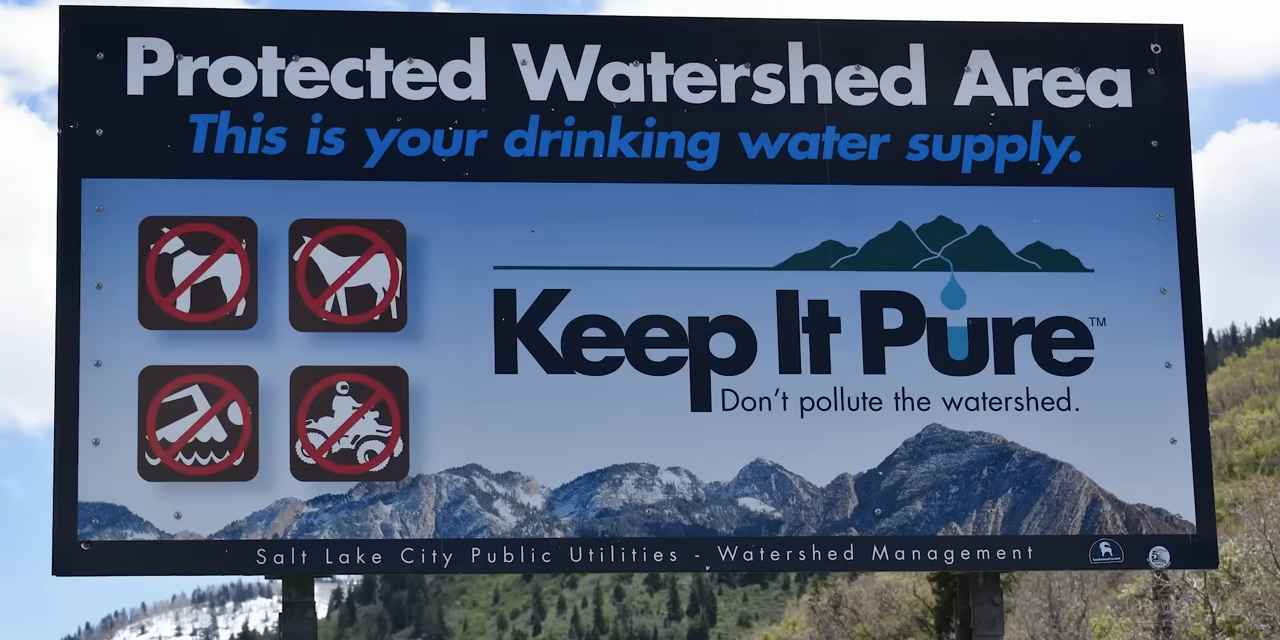 Protected Watershed Area
This is your drinking water supply.
Keep It Pure™
Don't pollute the watershed.
Salt Lake City Public Utilities - Watershed Management